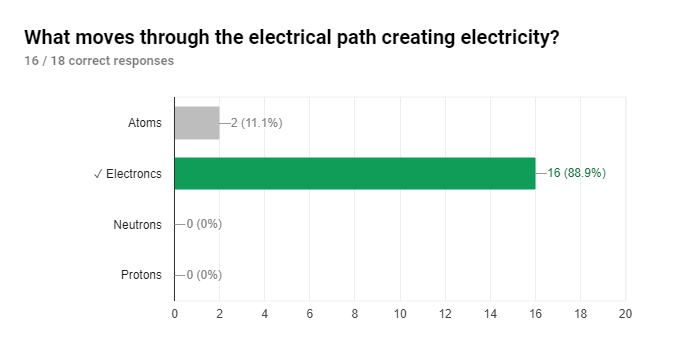 What moves through the electrical path creating electricity?
16 / 18 correct responses
Atoms
2 (11.1%)
✓ Electroncs
16 (88.9%)
Neutrons
0 (0%)
Protons
0 (0%)
0 2 4 6 8 10 12 14 16 18 20